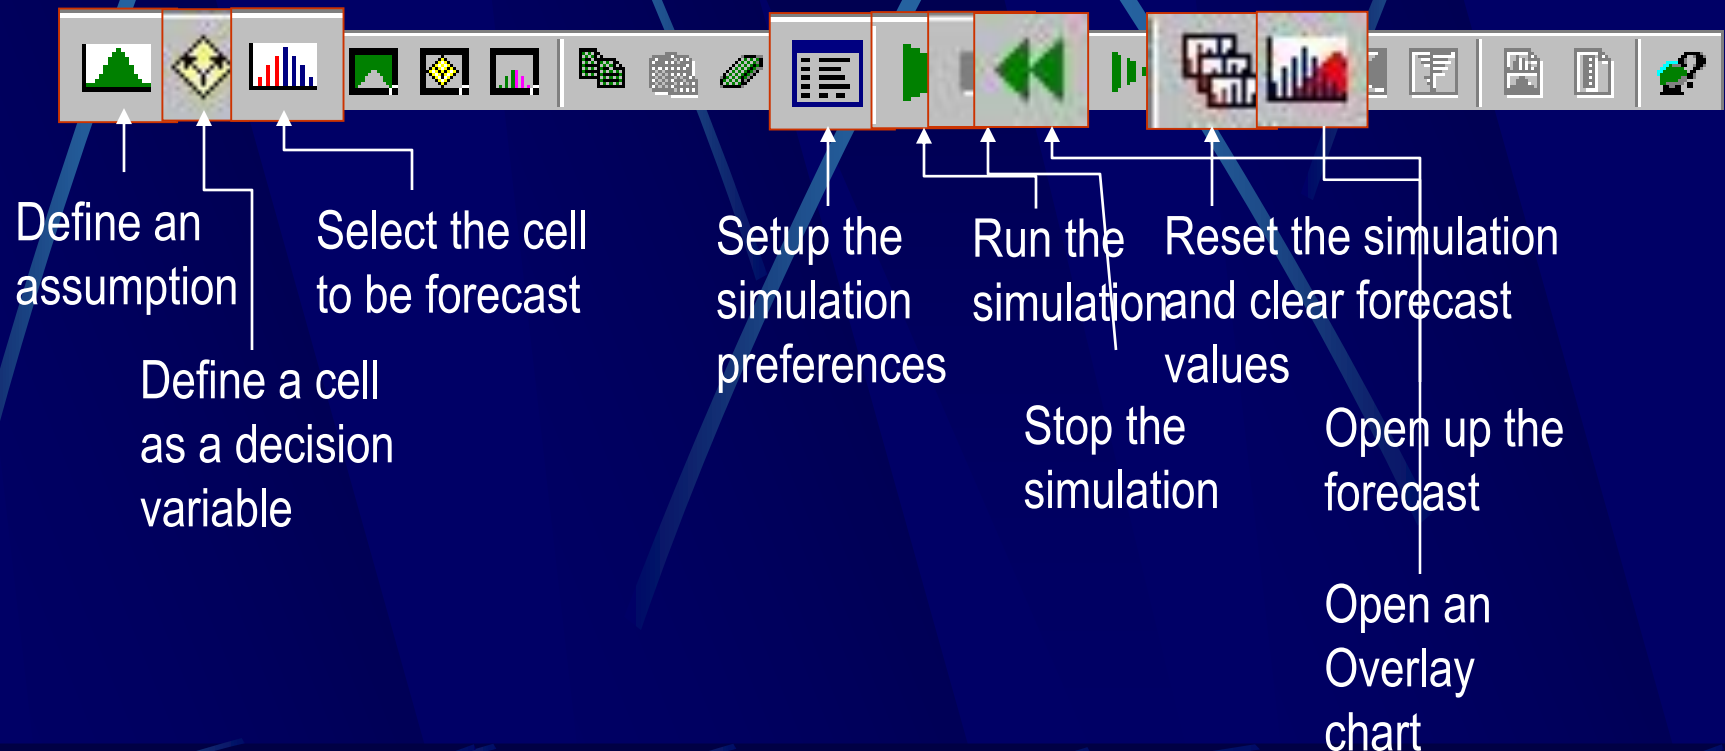 Define an
assumption
Select the cell
to be forecast
Define a cell
as a decision
variable
Setup the
simulation
preferences
Run the
simulation
Reset the simulation
and clear forecast
values
Stop the
simulation
Open up the
forecast
Open an
Overlay
chart